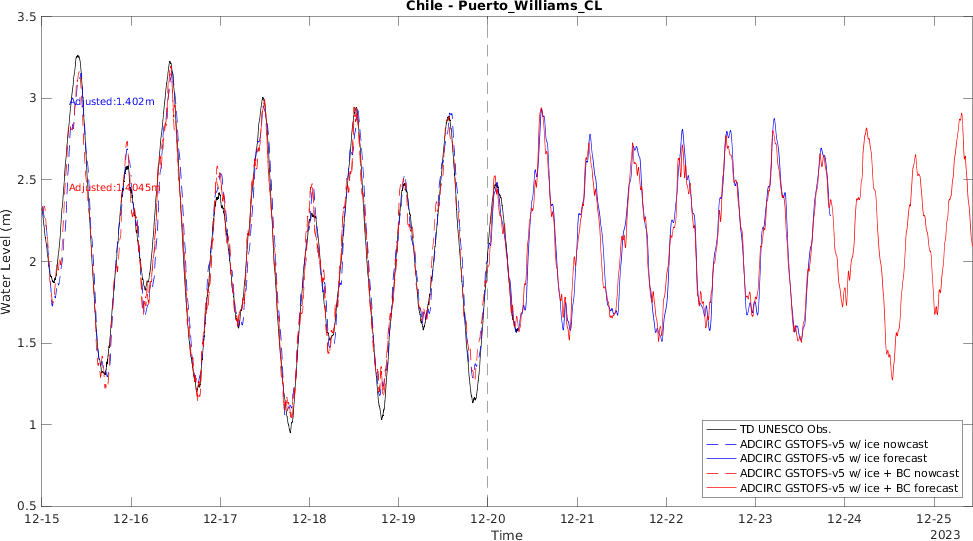 Chile - Puerto_Williams_CL
3.5
3
2.5
2
1.5
1
0.5
Water Level (m)
Adjusted:1.402m
Adjusted:1.4045m
12-15
12-16
12-17
12-18
12-19
12-20
12-21
12-22
12-23
12-24
12-25
2023
Time
TD UNESCO Obs.
ADCIRC GSTOFS-v5 w/ ice nowcast
ADCIRC GSTOFS-v5 w/ ice forecast
ADCIRC GSTOFS-v5 w/ ice + BC nowcast
ADCIRC GSTOFS-v5 w/ ice + BC forecast